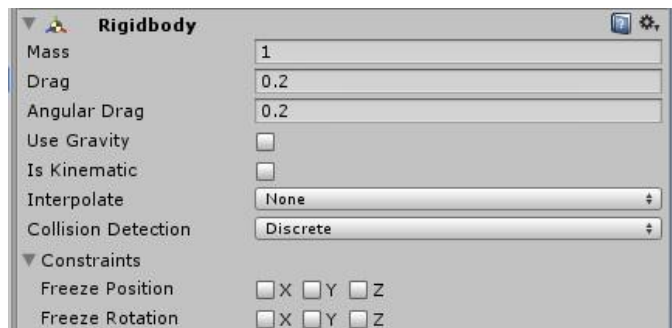 Rigidbody
Mass 1
Drag 0.2
Angular Drag 0.2
Use Gravity
Is Kinematic
Interpolate None
Collision Detection Discrete
Constraints
Freeze Position X Y Z
Freeze Rotation X Y Z